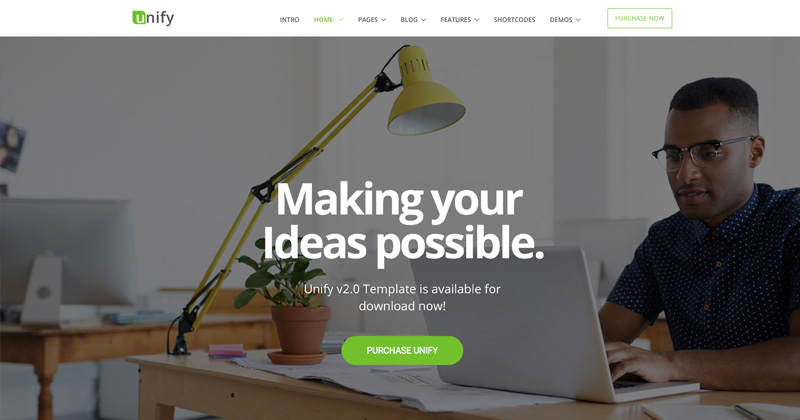 unify
INTRO
HOME
PAGES
BLOG
FEATURES
SHORTCODES
DEMOS
PURCHASE NOW
Making your
Ideas possible.
Unify v2.0 Template is available for
download now!
PURCHASE UNIFY